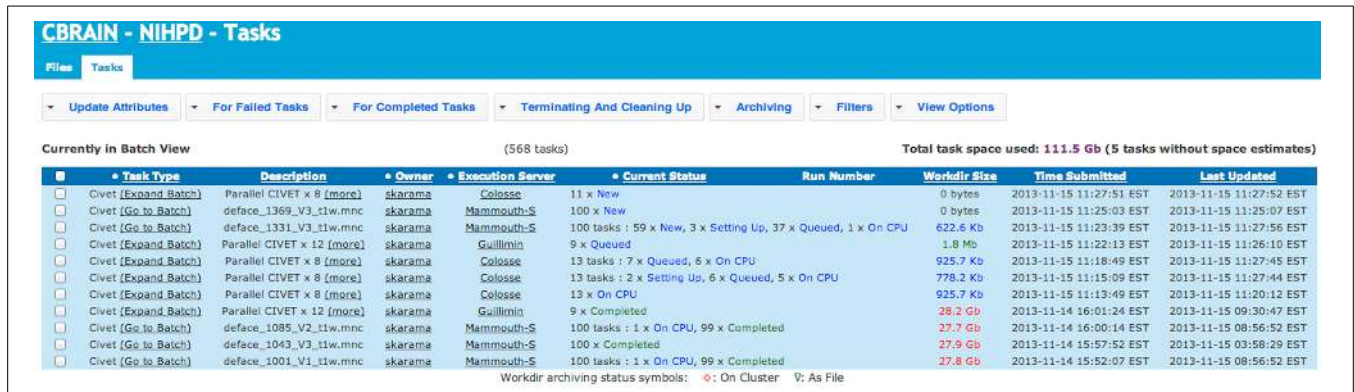 CBRAIN - NIHPD - Tasks
Files Tasks
Update Attributes For Failed Tasks For Completed Tasks Terminating And Cleaning Up Archiving Filters View Options
Currently in Batch View (568 tasks) Total task space used: 111.5 Gb (5 tasks without space estimates)
Task Type Description Owner Execution Server Current Status Run Number Workdir Size Time Submitted Last Updated
Civet (Expand Batch) Parallel CIVET x 8 (more) skarama Colosse 11 x New 0 bytes 2013-11-15 11:27:51 EST 2013-11-15 11:27:52 EST
Civet (Go to Batch) deface_1369_V3_t1w.mnc skarama Mammouth-S 100 x New 0 bytes 2013-11-15 11:25:03 EST 2013-11-15 11:25:07 EST
Civet (Go to Batch) deface_1331_V3_t1w.mnc skarama Mammouth-S 100 tasks : 59 x New, 3 x Setting Up, 37 x Queued, 1 x On CPU 622.6 Kb 2013-11-15 11:23:39 EST 2013-11-15 11:27:56 EST
Civet (Expand Batch) Parallel CIVET x 12 (more) skarama Guillimin 9 x Queued 1.8 Mb 2013-11-15 11:22:13 EST 2013-11-15 11:26:10 EST
Civet (Expand Batch) Parallel CIVET x 8 (more) skarama Colosse 13 tasks : 7 x Queued, 6 x On CPU 925.7 Kb 2013-11-15 11:18:49 EST 2013-11-15 11:27:45 EST
Civet (Expand Batch) Parallel CIVET x 8 (more) skarama Colosse 13 tasks : 2 x Setting Up, 6 x Queued, 5 x On CPU 778.2 Kb 2013-11-15 11:15:09 EST 2013-11-15 11:27:44 EST
Civet (Expand Batch) Parallel CIVET x 8 (more) skarama Colosse 13 x On CPU 925.7 Kb 2013-11-15 11:13:49 EST 2013-11-15 11:20:12 EST
Civet (Expand Batch) Parallel CIVET x 12 (more) skarama Guillimin 9 x Completed 28.2 Gb 2013-11-14 16:01:24 EST 2013-11-15 09:30:47 EST
Civet (Go to Batch) deface_1085_V2_t1w.mnc skarama Mammouth-S 100 tasks : 1 x On CPU, 99 x Completed 27.7 Gb 2013-11-14 16:00:14 EST 2013-11-15 08:56:52 EST
Civet (Go to Batch) deface_1043_V3_t1w.mnc skarama Mammouth-S 100 x Completed 27.9 Gb 2013-11-14 15:57:52 EST 2013-11-15 03:58:29 EST
Civet (Go to Batch) deface_1001_V1_t1w.mnc skarama Mammouth-S 100 tasks : 1 x On CPU, 99 x Completed 27.8 Gb 2013-11-14 15:52:07 EST 2013-11-15 08:56:52 EST
Workdir archiving status symbols: ◇: On Cluster ∇: As File